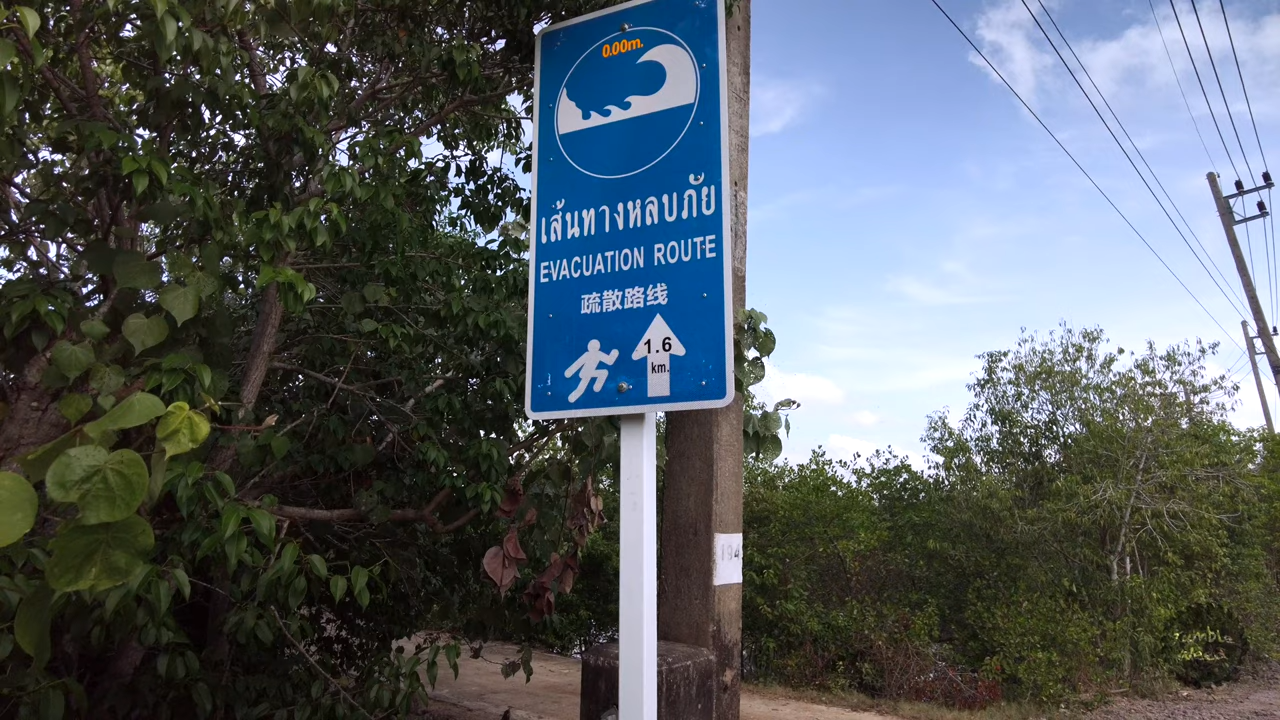 0.00m.
เส้นทางหลบภัย
EVACUATION ROUTE
疏散路线
1.6
km.